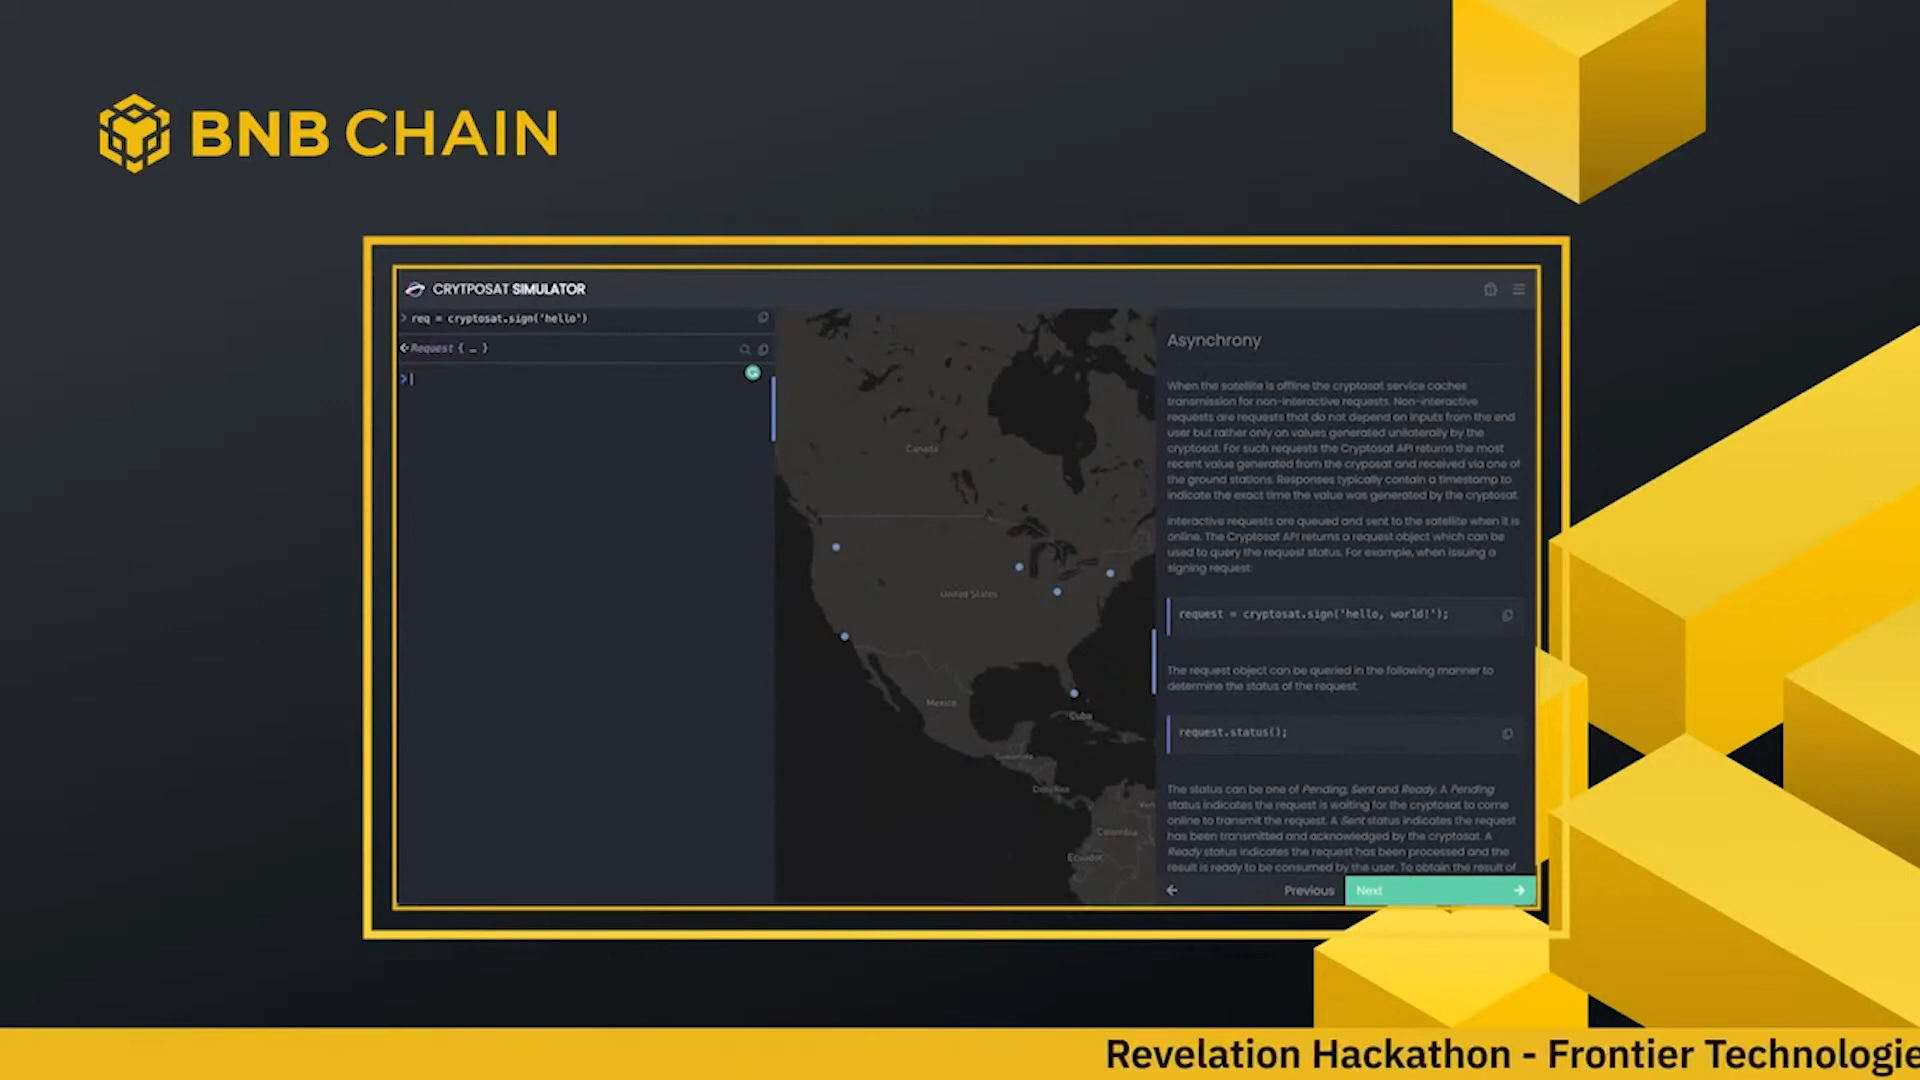 BNB CHAIN
CRYTPOSAT SIMULATOR
> req = cryptosat.sign('hello')
Request { … }
>
Canada
United States
Mexico
Cuba
Guatemala
Costa Rica
Colombia
Ecuador
Asynchrony
When the satellite is offline the cryptosat service caches
transmission for non-interactive requests. Non-interactive
requests are requests that do not depend on inputs from the end
user but rather only on values generated unilaterally by the
cryptosat. For such requests the Cryptosat API returns the most
recent value generated from the cryposat and received via one of
the ground stations. Responses typically contain a timestamp to
indicate the exact time the value was generated by the cryptosat.
Interactive requests are queued and sent to the satellite when it is
online. The Cryptosat API returns a request object which can be
used to query the request status. For example, when issuing a
signing request:
request = cryptosat.sign('hello, world!');
The request object can be queried in the following manner to
determine the status of the request:
request.status();
The status can be one of Pending, Sent and Ready. A Pending
status indicates the request is waiting for the cryptosat to come
online to transmit the request. A Sent status indicates the request
has been transmitted and acknowledged by the cryptosat. A
Ready status indicates the request has been processed and the
result is ready to be consumed by the user. To obtain the result of
Previous
Next
Revelation Hackathon - Frontier Technologie